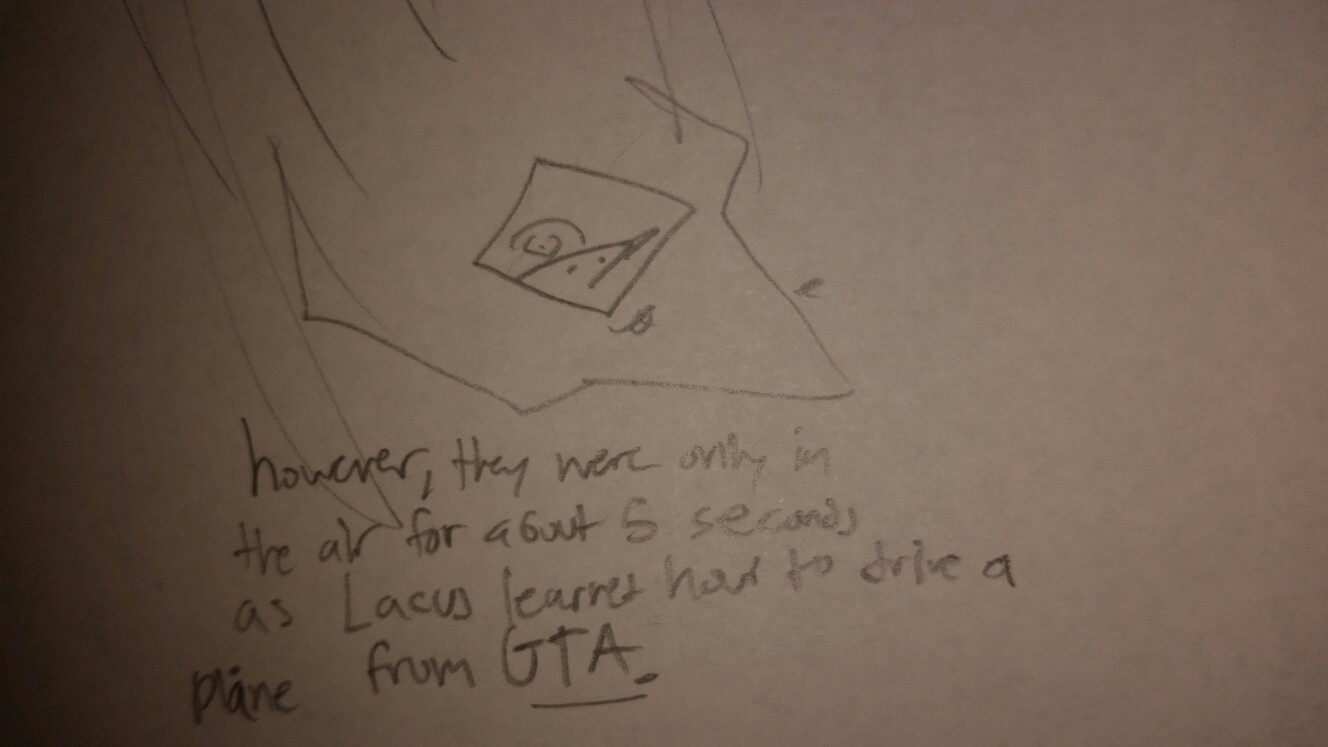 however, they were only in
the air for about 5 seconds
as Lacus learnet how to drive a
plane from GTA.